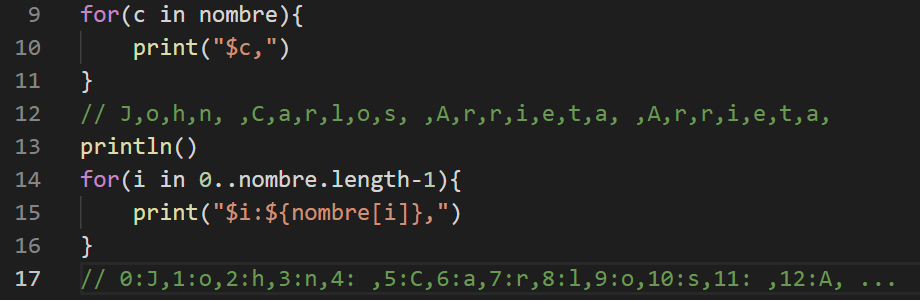 9 for(c in nombre){
10 print("$c,")
11 }
12 // J,o,h,n, ,C,a,r,l,o,s, ,A,r,r,i,e,t,a, ,A,r,r,i,e,t,a,
13 println()
14 for(i in 0..nombre.length-1){
15 print("$i:${nombre[i]},")
16 }
17 // 0:J,1:o,2:h,3:n,4: ,5:C,6:a,7:r,8:l,9:o,10:s,11: ,12:A, ...